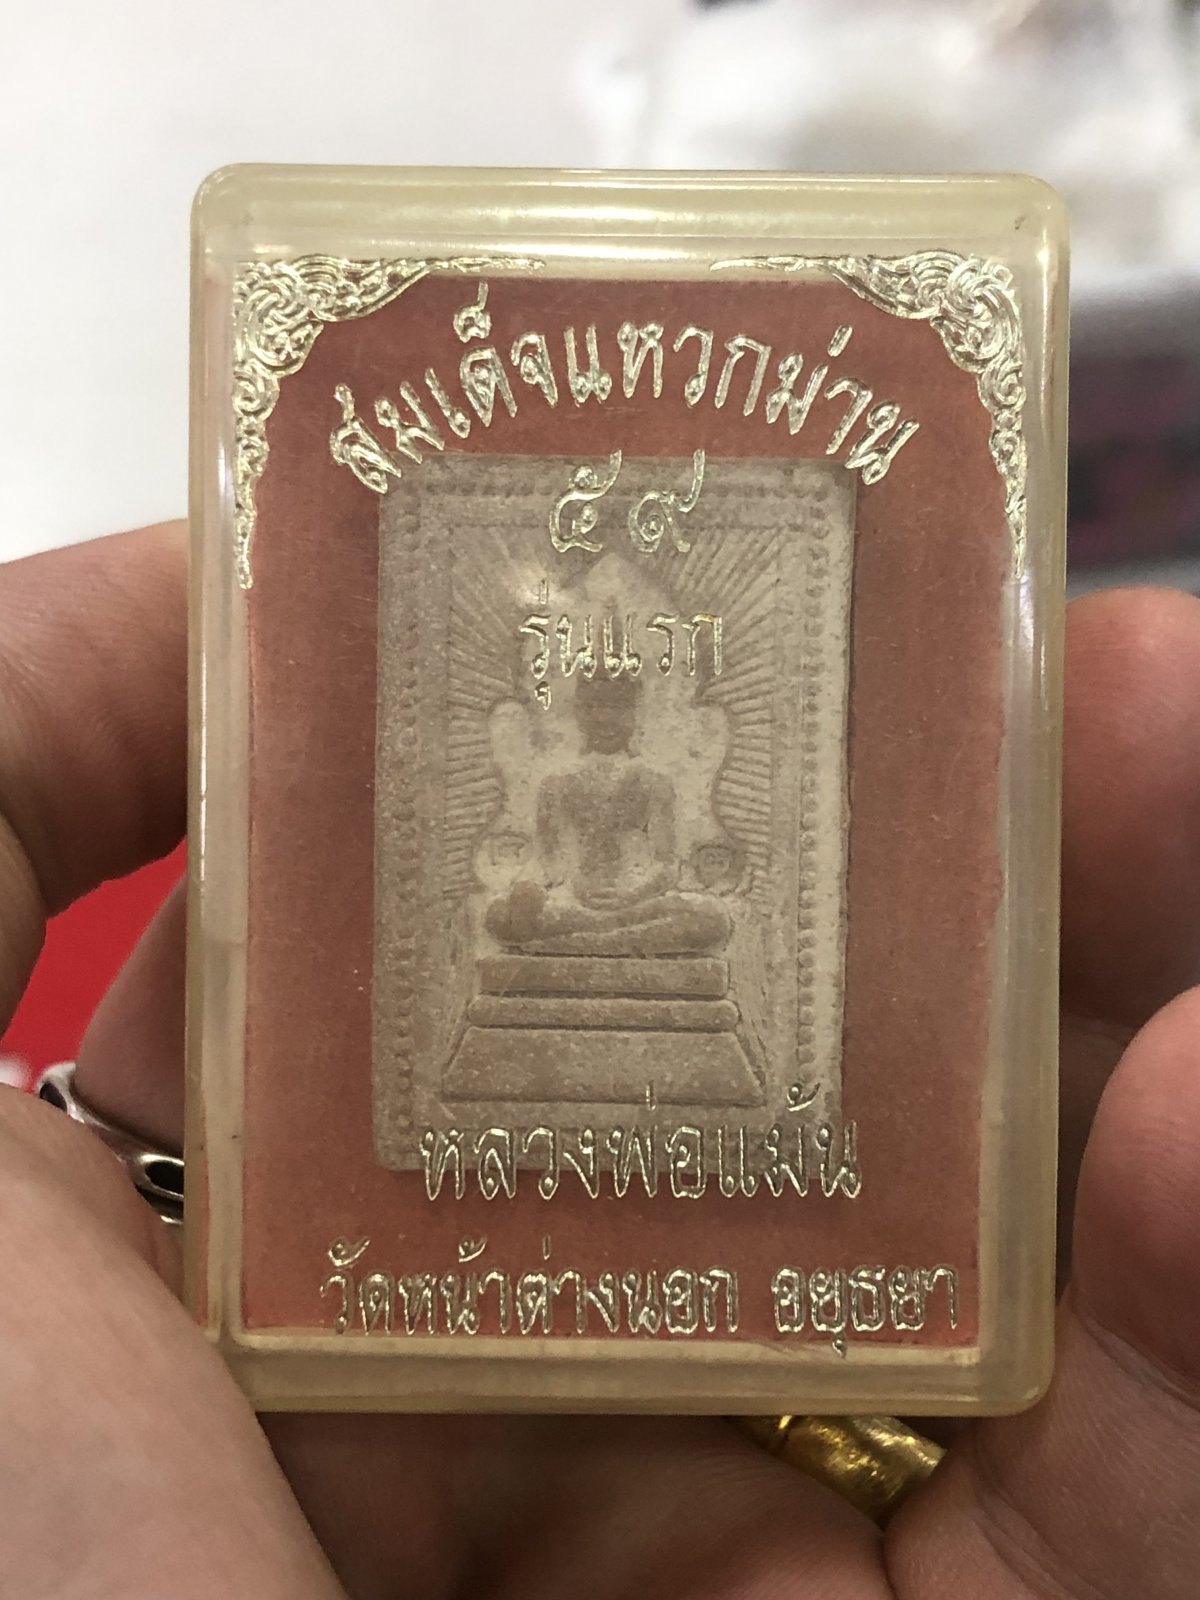 สมเด็จแหวกม่าน
๕๙
รุ่นแรก
หลวงพ่อแม้น
วัดหน้าต่างนอก อยุธยา